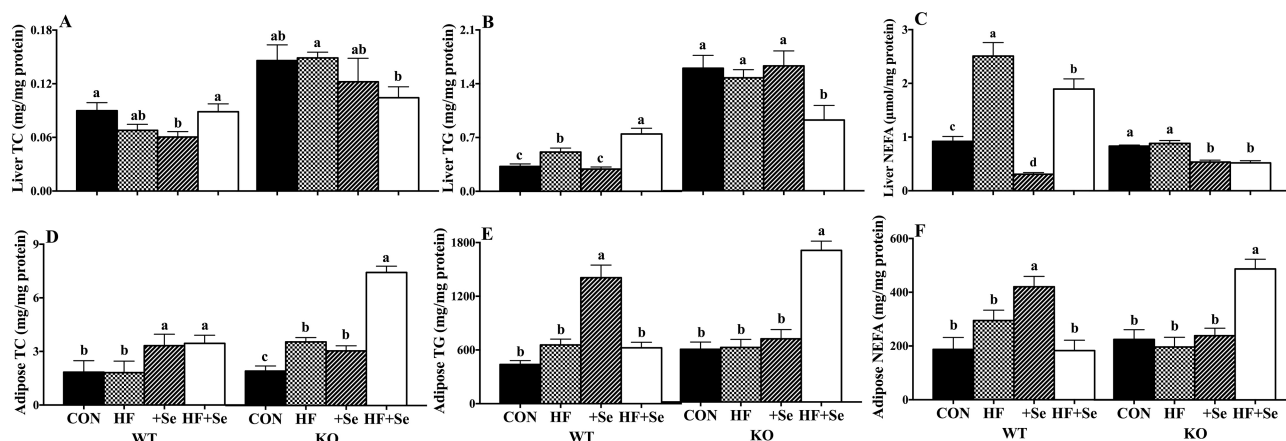 A
Liver TC (mg/mg protein)
0.18
0.12
0.06
0.00
a
ab
b
a
ab
a
ab
b
B
Liver TG (mg/mg protein)
2.1
1.4
0.7
0.0
c
b
c
a
a
a
a
b
C
Liver NEFA (µmol/mg protein)
3
2
1
0
c
a
d
b
a
a
b
b
D
Adipose TC (mg/mg protein)
9
6
3
0
b
b
a
a
c
b
b
a
CON HF +Se HF+Se CON HF +Se HF+Se
WT KO
E
Adipose TG (mg/mg protein)
1800
1200
600
0
b
b
a
b
b
b
b
a
CON HF +Se HF+Se CON HF +Se HF+Se
WT KO
F
Adipose NEFA (mg/mg protein)
600
400
200
0
b
b
a
b
b
b
b
a
CON HF +Se HF+Se CON HF +Se HF+Se
WT KO